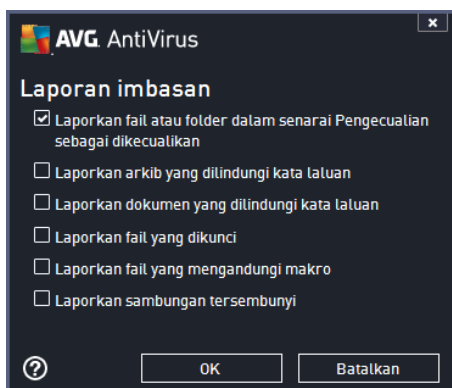 AVG. AntiVirus
Laporan imbasan
Laporkan fail atau folder dalam senarai Pengecualian
sebagai dikecualikan
Laporkan arkib yang dilindungi kata laluan
Laporkan dokumen yang dilindungi kata laluan
Laporkan fail yang dikunci
Laporkan fail yang mengandungi makro
Laporkan sambungan tersembunyi
OK
Batalkan